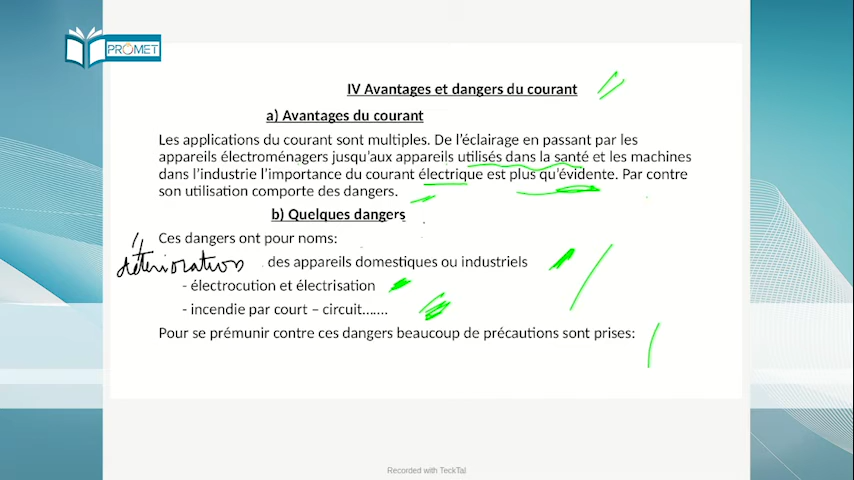 PROMET
IV Avantages et dangers du courant
a) Avantages du courant
Les applications du courant sont multiples. De l'éclairage en passant par les
appareils électroménagers jusqu'aux appareils utilisés dans la santé et les machines
dans l'industrie l'importance du courant électrique est plus qu'évidente. Par contre
son utilisation comporte des dangers.
b) Quelques dangers
Ces dangers ont pour noms:
détérioration des appareils domestiques ou industriels
- électrocution et électrisation
- incendie par court – circuit…….
Pour se prémunir contre ces dangers beaucoup de précautions sont prises:
Recorded with TeckTal